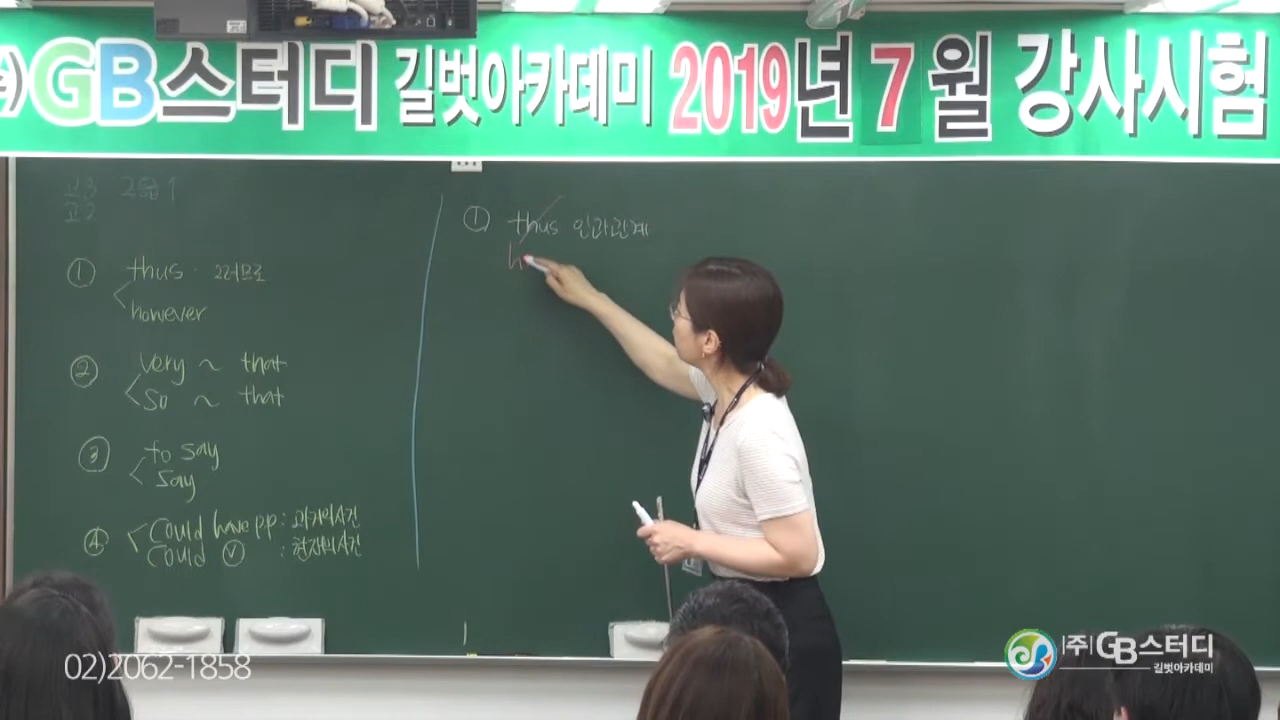 GB스터디 길벗아카데미 2019년 7월 강사시험
고3
고2
① thus · 그러므로
however
② very ~ that
so ~ that
③ to say
say
④ Could have pp : 과거의사건
Could Ⓥ : 현재의사건
① thus 인과관계
h
02)2062-1858
(주)GB스터디
길벗아카데미